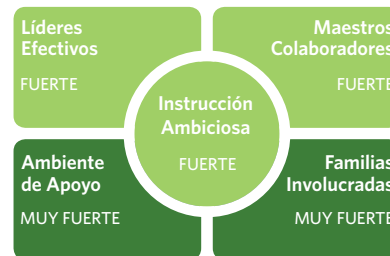 Líderes
Efectivos
FUERTE
Maestros
Colaboradores
FUERTE
Instrucción
Ambiciosa
FUERTE
Ambiente
de Apoyo
MUY FUERTE
Familias
Involucradas
MUY FUERTE